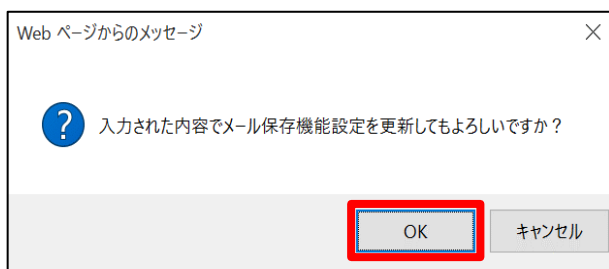 Web ページからのメッセージ
入力された内容でメール保存機能設定を更新してもよろしいですか？
OK
キャンセル